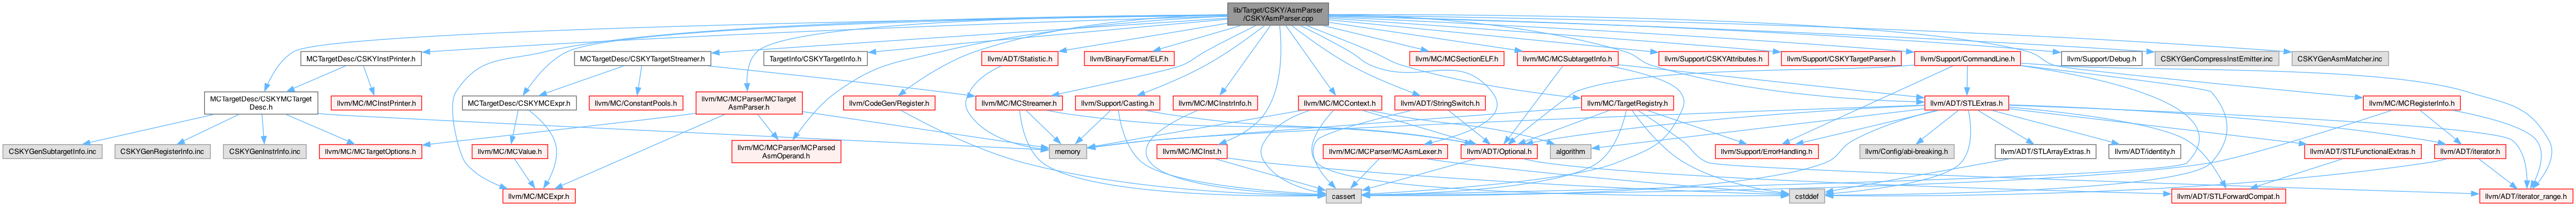 lib/Target/CSKY/AsmParser
/CSKYAsmParser.cpp
MCTargetDesc/CSKYInstPrinter.h
MCTargetDesc/CSKYTargetStreamer.h
TargetInfo/CSKYTargetInfo.h
llvm/ADT/Statistic.h
llvm/BinaryFormat/ELF.h
llvm/MC/MCSectionELF.h
llvm/MC/MCSubtargetInfo.h
llvm/Support/CSKYAttributes.h
llvm/Support/CSKYTargetParser.h
llvm/Support/CommandLine.h
llvm/Support/Debug.h
CSKYGenCompressInstEmitter.inc
CSKYGenAsmMatcher.inc
MCTargetDesc/CSKYMCTarget
Desc.h
llvm/MC/MCInstPrinter.h
MCTargetDesc/CSKYMCExpr.h
llvm/MC/ConstantPools.h
llvm/MC/MCParser/MCTarget
AsmParser.h
llvm/CodeGen/Register.h
llvm/MC/MCStreamer.h
llvm/Support/Casting.h
llvm/MC/MCInstrInfo.h
llvm/MC/MCContext.h
llvm/ADT/StringSwitch.h
llvm/MC/TargetRegistry.h
llvm/ADT/STLExtras.h
llvm/MC/MCRegisterInfo.h
CSKYGenSubtargetInfo.inc
CSKYGenRegisterInfo.inc
CSKYGenInstrInfo.inc
llvm/MC/MCTargetOptions.h
llvm/MC/MCValue.h
llvm/MC/MCParser/MCParsed
AsmOperand.h
memory
llvm/MC/MCInst.h
llvm/MC/MCParser/MCAsmLexer.h
llvm/ADT/Optional.h
algorithm
llvm/Support/ErrorHandling.h
llvm/Config/abi-breaking.h
llvm/ADT/STLArrayExtras.h
llvm/ADT/identity.h
llvm/ADT/STLFunctionalExtras.h
llvm/ADT/iterator.h
llvm/MC/MCExpr.h
cassert
cstddef
llvm/ADT/STLForwardCompat.h
llvm/ADT/iterator_range.h